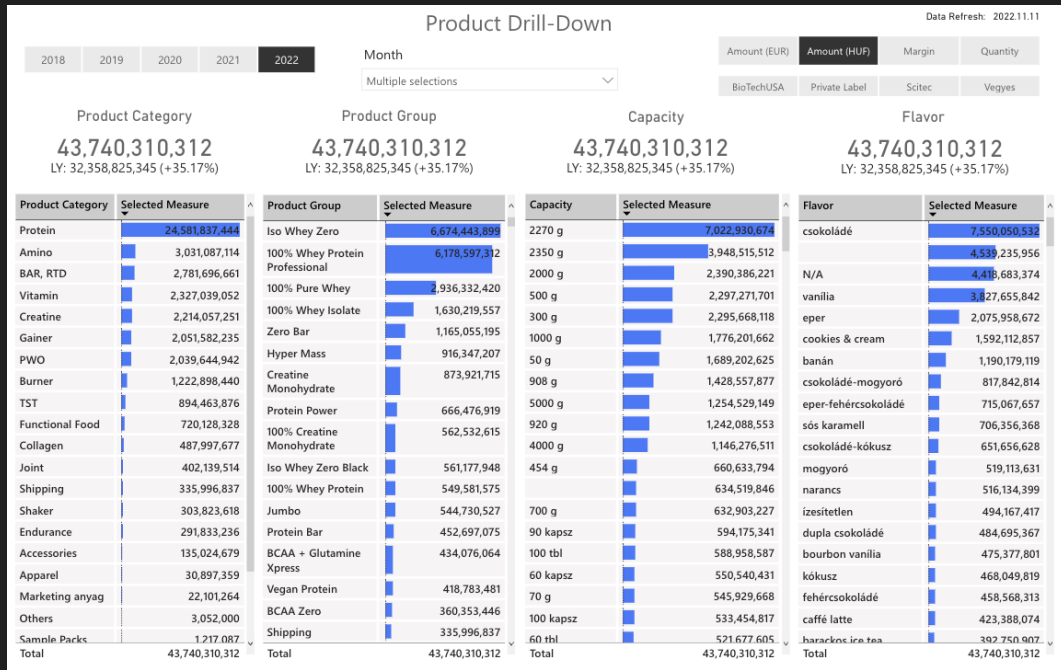 Product Drill-Down
Data Refresh: 2022.11.11
2018 2019 2020 2021 2022
Month
Multiple selections
Amount (EUR) Amount (HUF) Margin Quantity
BioTechUSA Private Label Scitec Vegyes
Product Category
43,740,310,312
LY: 32,358,825,345 (+35.17%)
Product Category Selected Measure
Protein 24,581,837,444
Amino 3,031,087,114
BAR, RTD 2,781,696,661
Vitamin 2,327,039,052
Creatine 2,214,057,251
Gainer 2,051,582,235
PWO 2,039,644,942
Burner 1,222,898,440
TST 894,463,876
Functional Food 720,128,328
Collagen 487,997,677
Joint 402,139,514
Shipping 335,996,837
Shaker 303,823,618
Endurance 291,833,236
Accessories 135,024,679
Apparel 30,897,359
Marketing anyag 22,101,264
Others 3,052,000
Sample Packs 1,217,087
Total 43,740,310,312
Product Group
43,740,310,312
LY: 32,358,825,345 (+35.17%)
Product Group Selected Measure
Iso Whey Zero 6,674,443,899
100% Whey Protein 6,178,597,312
Professional
100% Pure Whey 2,936,332,420
100% Whey Isolate 1,630,219,557
Zero Bar 1,165,055,195
Hyper Mass 916,347,207
Creatine 873,921,715
Monohydrate
Protein Power 666,476,919
100% Creatine 562,532,615
Monohydrate
Iso Whey Zero Black 561,177,948
100% Whey Protein 549,581,575
Jumbo 544,730,527
Protein Bar 452,697,075
BCAA + Glutamine 434,076,064
Xpress
Vegan Protein 418,783,481
BCAA Zero 360,353,446
Shipping 335,996,837
Total 43,740,310,312
Capacity
43,740,310,312
LY: 32,358,825,345 (+35.17%)
Capacity Selected Measure
2270 g 7,022,930,674
2350 g 3,948,515,512
2000 g 2,390,386,221
500 g 2,297,271,701
300 g 2,295,668,118
1000 g 1,776,201,662
50 g 1,689,202,625
908 g 1,428,557,877
5000 g 1,254,529,149
920 g 1,242,088,553
4000 g 1,146,276,511
454 g 660,633,794
634,519,846
700 g 632,903,227
90 kapsz 594,175,341
100 tbl 588,958,587
60 kapsz 550,540,431
70 g 545,929,668
100 kapsz 533,454,817
60 tbl 521,677,605
Total 43,740,310,312
Flavor
43,740,310,312
LY: 32,358,825,345 (+35.17%)
Flavor Selected Measure
csokoládé 7,550,050,532
4,539,235,956
N/A 4,418,683,374
vanília 3,827,655,842
eper 2,075,958,672
cookies & cream 1,592,112,857
banán 1,190,179,119
csokoládé-mogyoró 817,842,814
eper-fehércsokoládé 715,067,657
sós karamell 706,356,368
csokoládé-kókusz 651,656,628
mogyoró 519,113,631
narancs 516,134,399
ízesítetlen 494,167,417
dupla csokoládé 484,695,367
bourbon vanília 475,377,801
kókusz 468,049,819
fehércsokoládé 458,568,313
caffé latte 423,388,074
barackos ice tea 392,750,907
Total 43,740,310,312